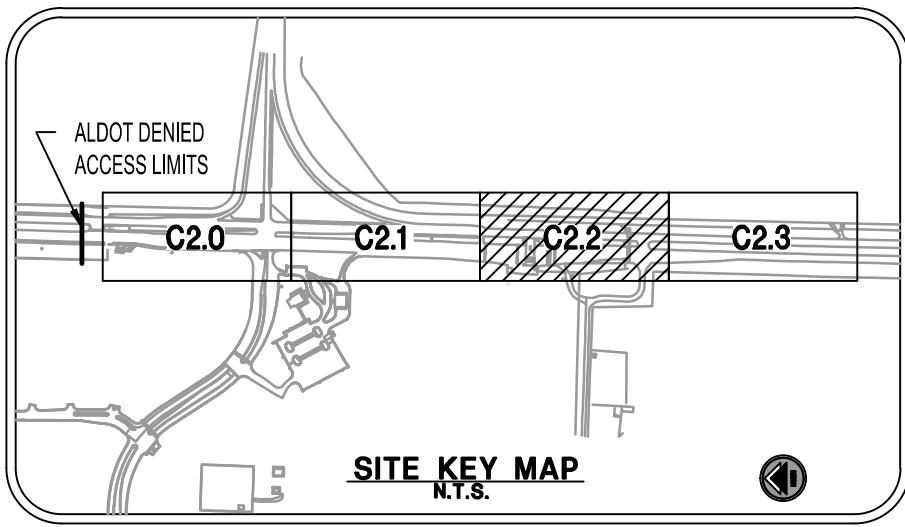 ALDOT DENIED
ACCESS LIMITS
C2.0 C2.1 C2.2 C2.3
SITE KEY MAP
N.T.S.